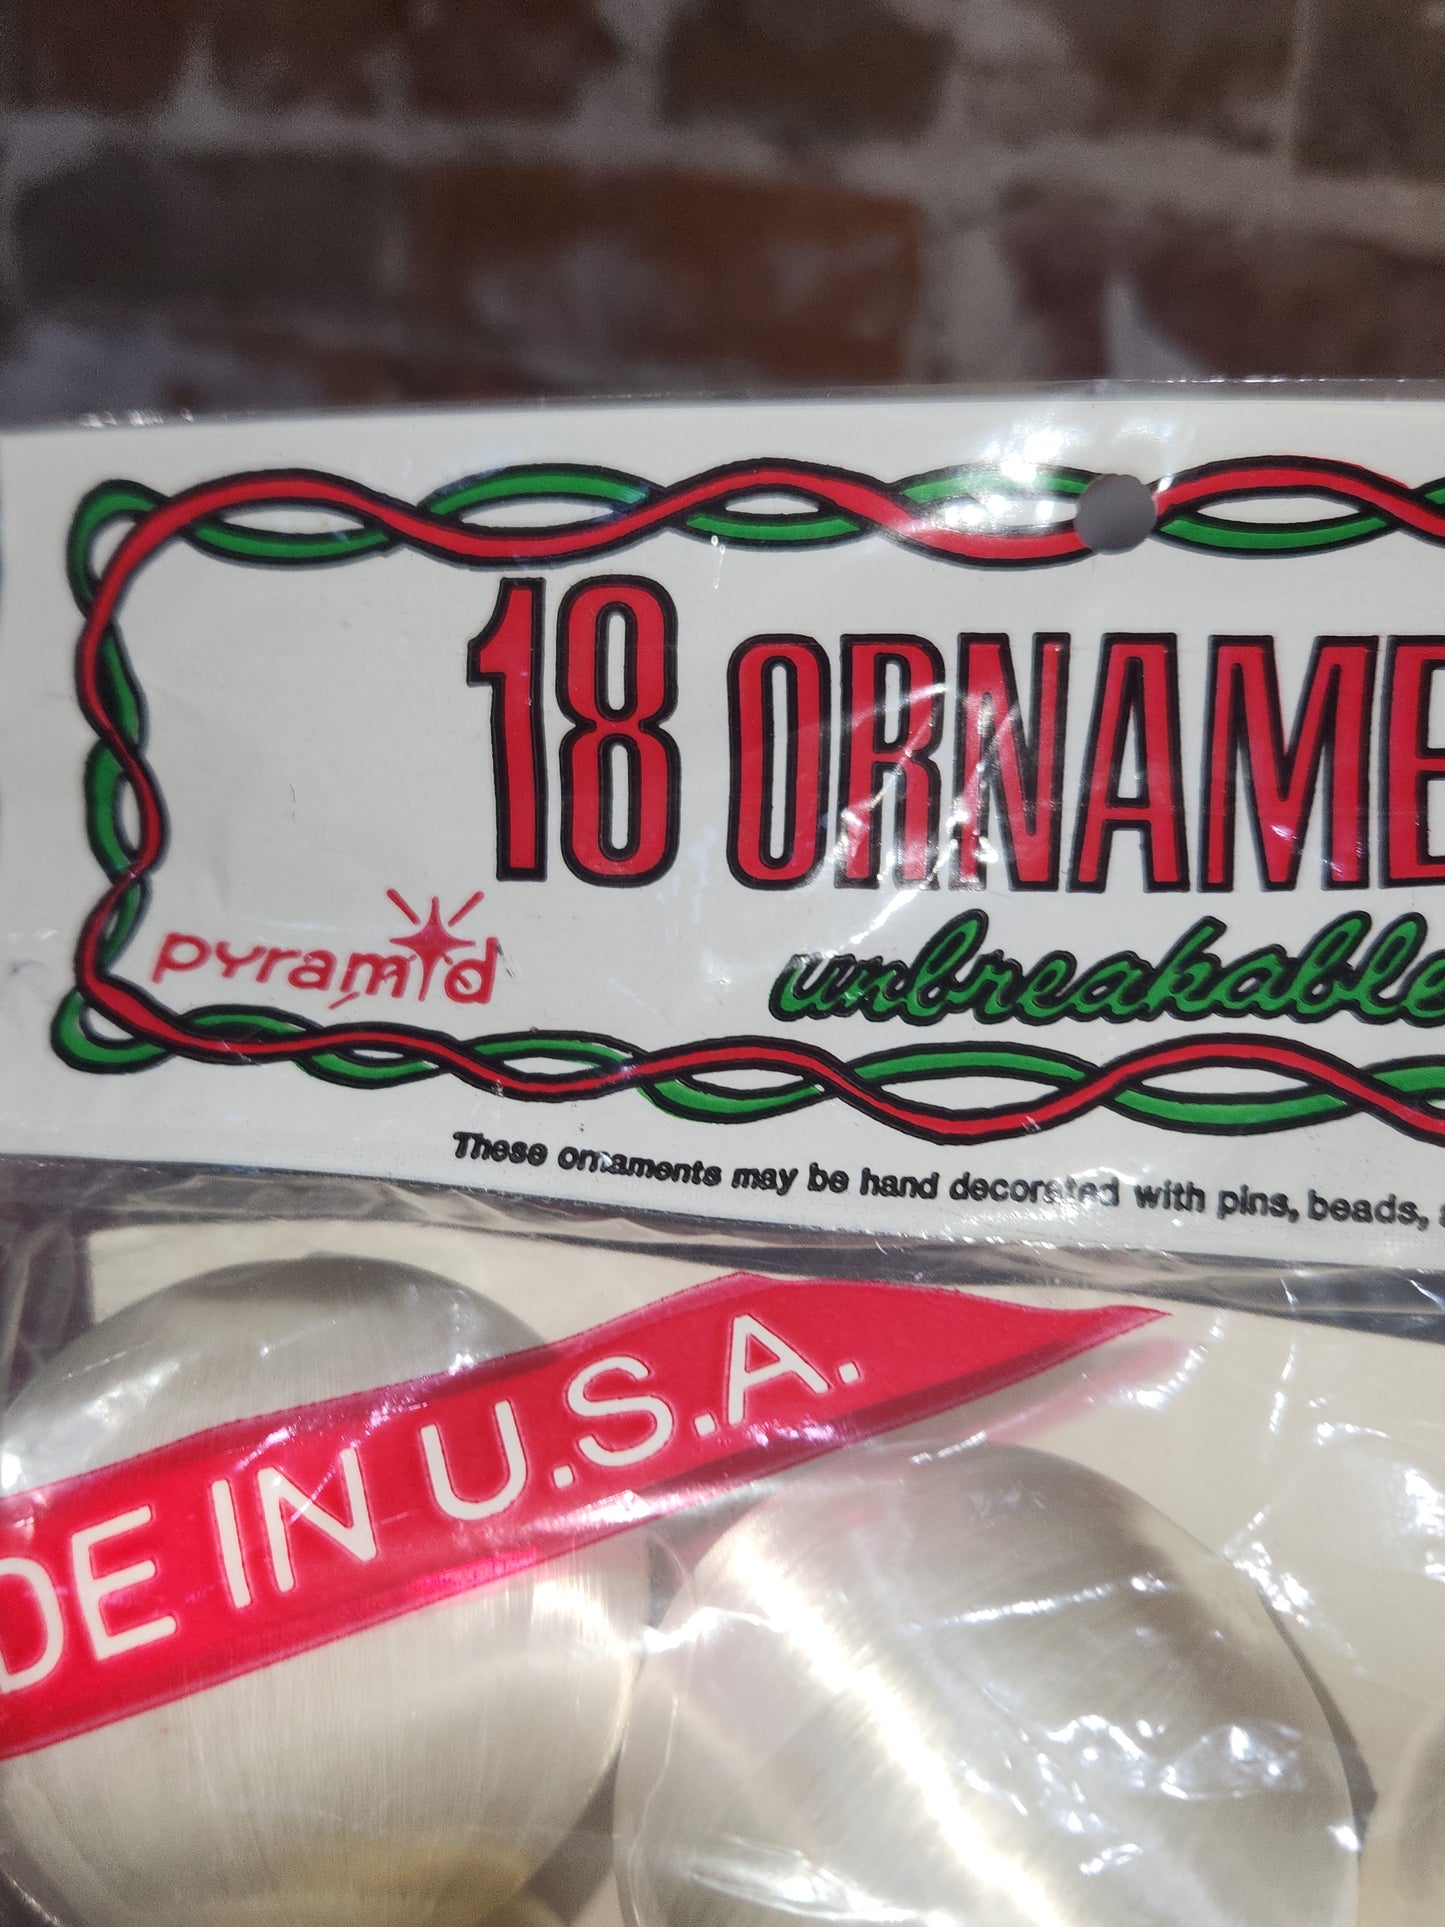 18 ORNAME
pyramid
unbreakable
These ornaments may be hand decorated with pins, beads,
DE IN U.S.A.